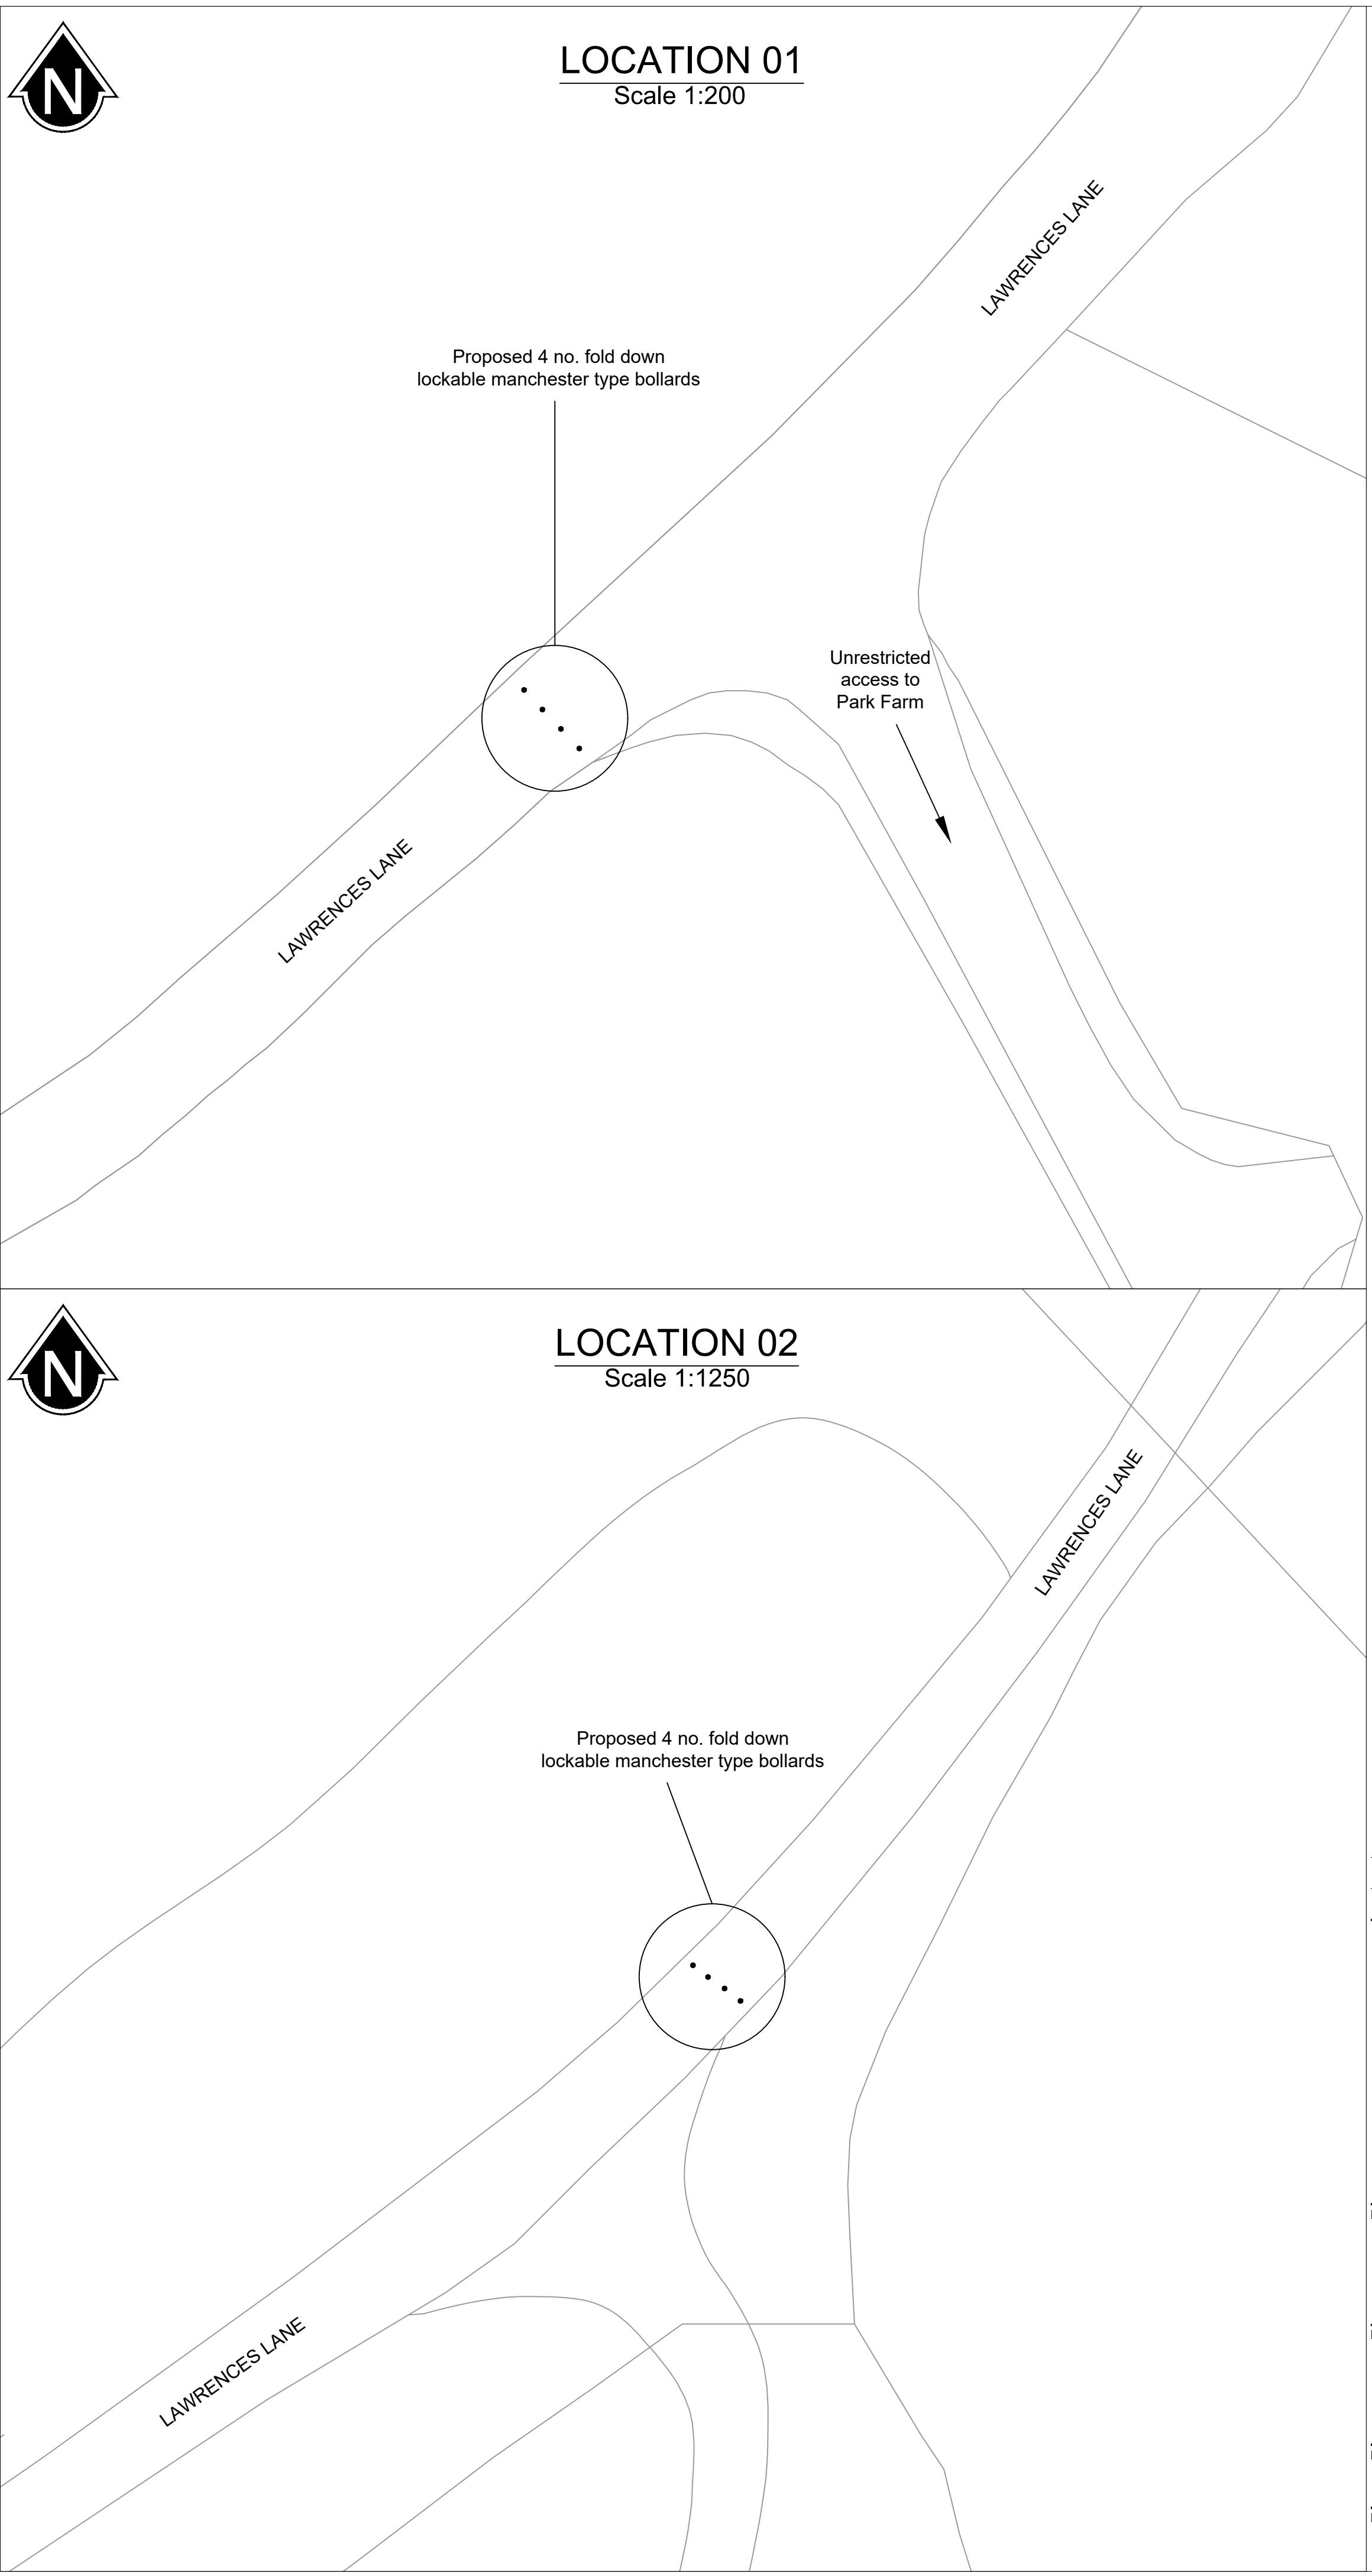 N
LOCATION 01
Scale 1:200
LAWRENCES LANE
Proposed 4 no. fold down
lockable manchester type bollards
Unrestricted
access to
Park Farm
LAWRENCES LANE
N
LOCATION 02
Scale 1:1250
LAWRENCES LANE
Proposed 4 no. fold down
lockable manchester type bollards
LAWRENCES LANE